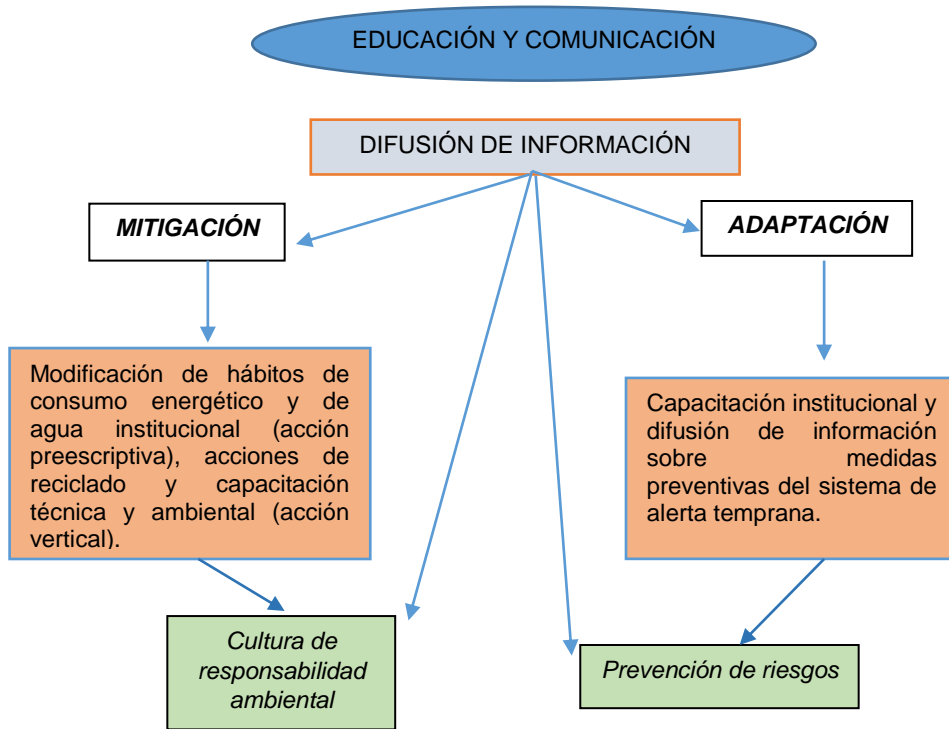 EDUCACIÓN Y COMUNICACIÓN
DIFUSIÓN DE INFORMACIÓN
MITIGACIÓN
ADAPTACIÓN
Modificación de hábitos de
consumo energético y de
agua institucional (acción
preescriptiva), acciones de
reciclado y capacitación
técnica y ambiental (acción
vertical).
Capacitación institucional y
difusión de información
sobre medidas
preventivas del sistema de
alerta temprana.
Cultura de
responsabilidad
ambiental
Prevención de riesgos